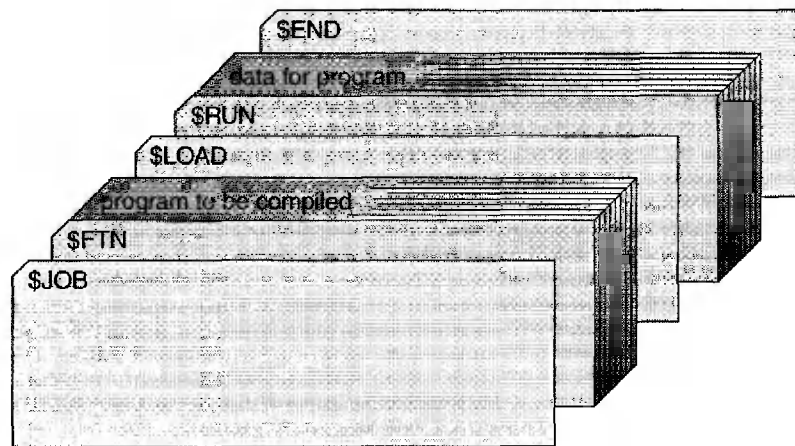 $END
data for program
$RUN
$LOAD
program to be compiled
$FTN
$JOB